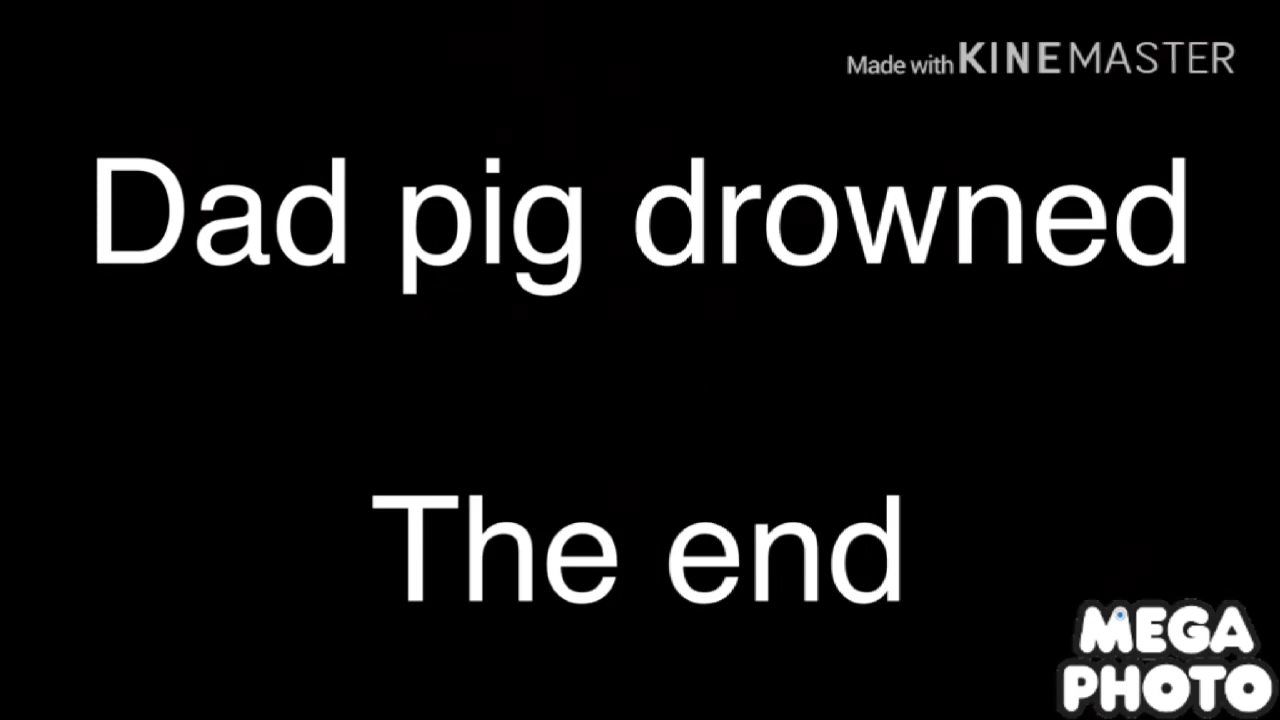 Made with KINEMASTER
Dad pig drowned
The end
MEGA
PHOTO